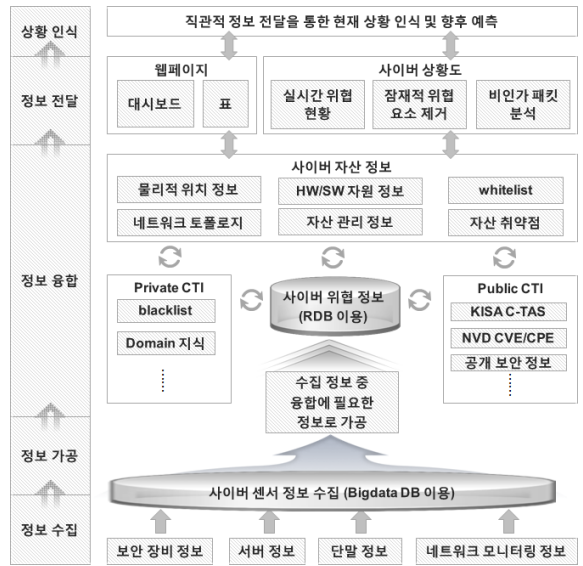 상황 인식
직관적 정보 전달을 통한 현재 상황 인식 및 향후 예측
정보 전달
웹페이지
대시보드
표
사이버 상황도
실시간 위협
현황
잠재적 위협
요소 제거
비인가 패킷
분석
정보 융합
사이버 자산 정보
물리적 위치 정보
HW/SW 자원 정보
whitelist
네트워크 토폴로지
자산 관리 정보
자산 취약점
Private CTI
blacklist
Domain 지식
사이버 위협 정보
(RDB 이용)
Public CTI
KISA C-TAS
NVD CVE/CPE
공개 보안 정보
수집 정보 중
융합에 필요한
정보로 가공
정보 가공
사이버 센서 정보 수집 (Bigdata DB 이용)
정보 수집
보안 장비 정보
서버 정보
단말 정보
네트워크 모니터링 정보